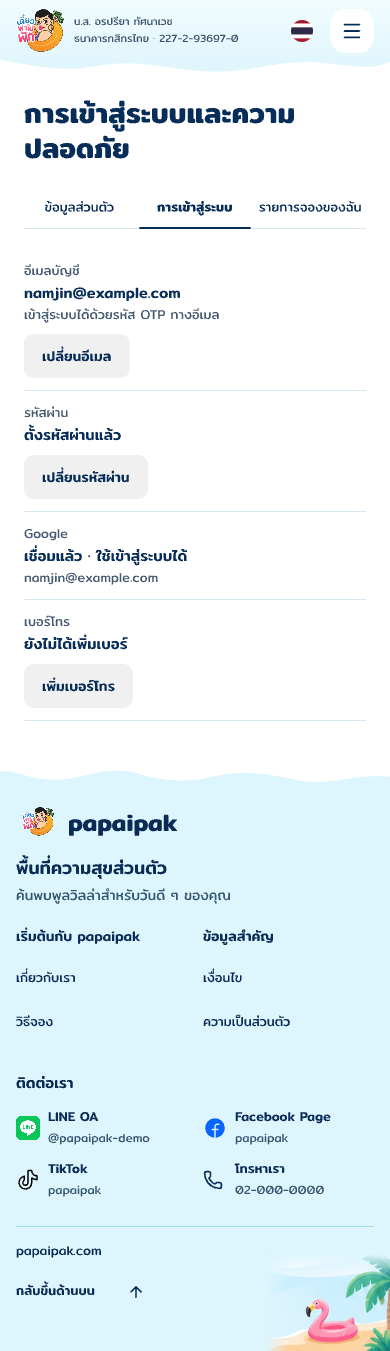 น.ส. อรปรียา ทัศนาเวช
ธนาคารกสิกรไทย · 227-2-93697-0
การเข้าสู่ระบบและความ
ปลอดภัย
ข้อมูลส่วนตัว
การเข้าสู่ระบบ
รายการจองของฉัน
อีเมลบัญชี
namjin@example.com
เข้าสู่ระบบได้ด้วยรหัส OTP ทางอีเมล
เปลี่ยนอีเมล
รหัสผ่าน
ตั้งรหัสผ่านแล้ว
เปลี่ยนรหัสผ่าน
Google
เชื่อมแล้ว · ใช้เข้าสู่ระบบได้
namjin@example.com
เบอร์โทร
ยังไม่ได้เพิ่มเบอร์
เพิ่มเบอร์โทร
papaipak
พื้นที่ความสุขส่วนตัว
ค้นพบพูลวิลล่าสำหรับวันดี ๆ ของคุณ
เริ่มต้นกับ papaipak
ข้อมูลสำคัญ
เกี่ยวกับเรา
เงื่อนไข
วิธีจอง
ความเป็นส่วนตัว
ติดต่อเรา
LINE OA
@papaipak-demo
Facebook Page
papaipak
TikTok
papaipak
โทรหาเรา
02-000-0000
papaipak.com
กลับขึ้นด้านบน